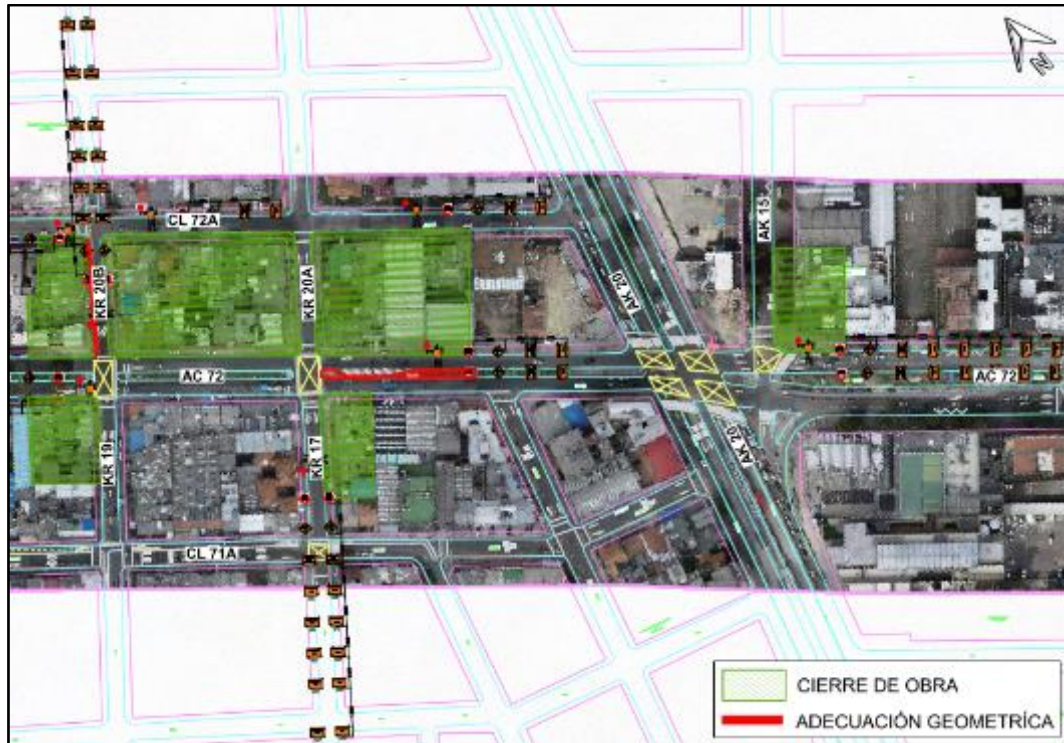 N
CL 72A
KR 20B
KR 20A
AK 20
AK 15
AC 72
AC 72
KR 19
KR 17
AK 20
CL 71A
CIERRE DE OBRA
ADECUACIÓN GEOMETRÍCA